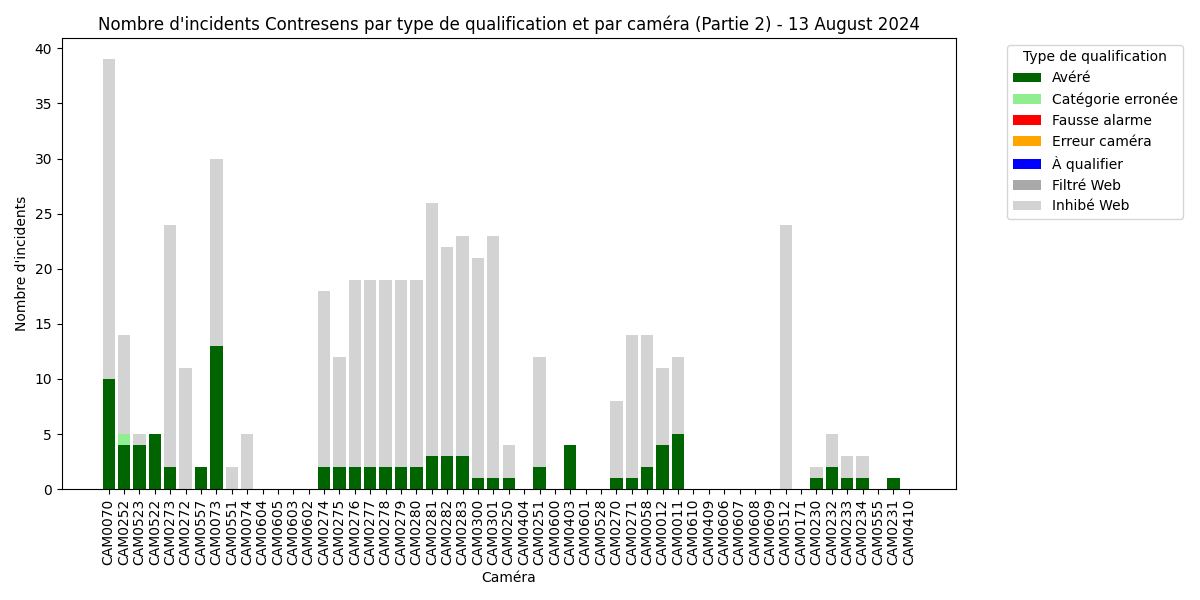 Nombre d'incidents Contresens par type de qualification et par caméra (Partie 2) - 13 August 2024
Type de qualification
Avéré
Catégorie erronée
Fausse alarme
Erreur caméra
À qualifier
Filtré Web
Inhibé Web
Nombre d'incidents
40
35
30
25
20
15
10
5
0
CAM0070
CAM0252
CAM0523
CAM0522
CAM0273
CAM0272
CAM0557
CAM0073
CAM0551
CAM0074
CAM0604
CAM0605
CAM0603
CAM0602
CAM0274
CAM0275
CAM0276
CAM0277
CAM0278
CAM0279
CAM0280
CAM0281
CAM0282
CAM0283
CAM0300
CAM0301
CAM0250
CAM0404
CAM0251
CAM0600
CAM0403
CAM0601
CAM0528
CAM0270
CAM0271
CAM0058
CAM0012
CAM0011
CAM0610
CAM0409
CAM0606
CAM0607
CAM0608
CAM0609
CAM0512
CAM0171
CAM0230
CAM0232
CAM0233
CAM0234
CAM0555
CAM0231
CAM0410
Caméra